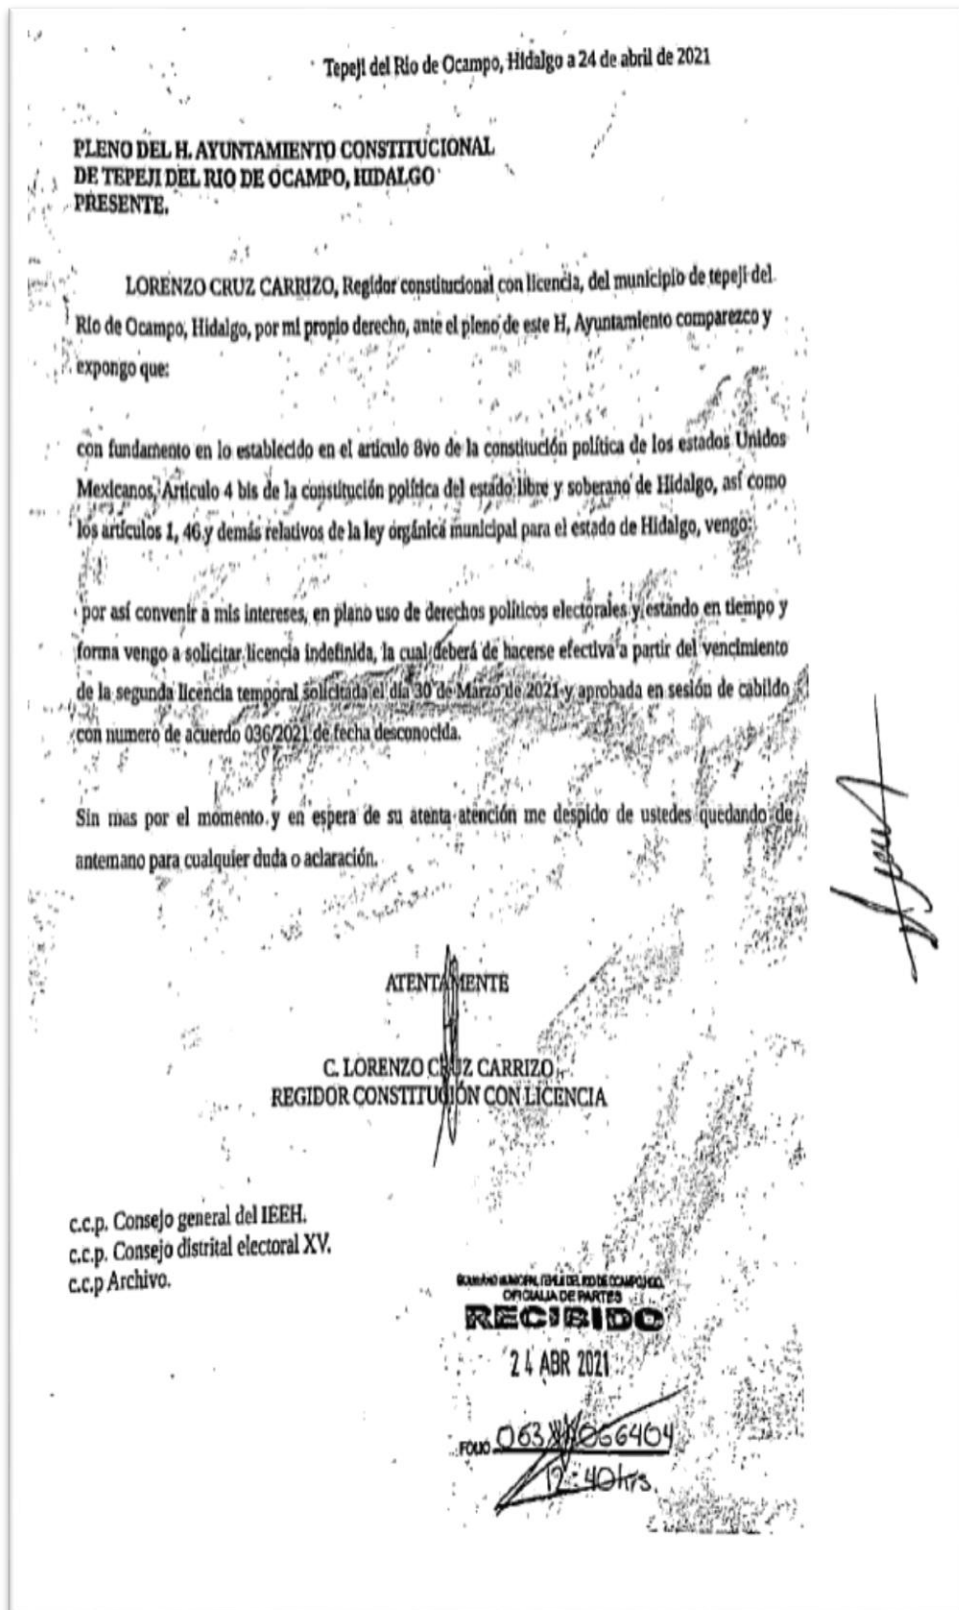 Tepeji del Rio de Ocampo, Hidalgo a 24 de abril de 2021
PLENO DEL H. AYUNTAMIENTO CONSTITUCIONAL
DE TEPEJI DEL RIO DE OCAMPO, HIDALGO
PRESENTE.
LORENZO CRUZ CARRIZO, Regidor constitucional con licencia, del municipio de tepeji del
Rio de Ocampo, Hidalgo, por mi propio derecho, ante el pleno de este H, Ayuntamiento comparezco y
expongo que:
con fundamento en lo establecido en el articulo 8vo de la constitución política de los estados Unidos
Mexicanos, Articulo 4 bis de la constitución política del estado libre y soberano de Hidalgo, así como
los artículos 1, 46 y demás relativos de la ley orgánica municipal para el estado de Hidalgo, vengo:
por así convenir a mis intereses, en plano uso de derechos políticos electorales y estando en tiempo y
forma vengo a solicitar licencia indefinida, la cual deberá de hacerse efectiva a partir del vencimiento
de la segunda licencia temporal solicitada el día 30 de Marzo de 2021 y aprobada en sesión de cabildo
con numero de acuerdo 036/2021 de fecha desconocida.
Sin mas por el momento y en espera de su atenta atención me despido de ustedes quedando de
antemano para cualquier duda o aclaración.
ATENTAMENTE
C. LORENZO CRUZ CARRIZO
REGIDOR CONSTITUCIÓN CON LICENCIA
c.c.p. Consejo general del IEEH.
c.c.p. Consejo distrital electoral XV.
c.c.p Archivo.
MUNICIPAL TEPEJI DEL RIO DE OCAMPO, HGO.
OFICIALIA DE PARTES
RECIBIDO
24 ABR 2021
FOLIO 063 066404
12:40hrs.